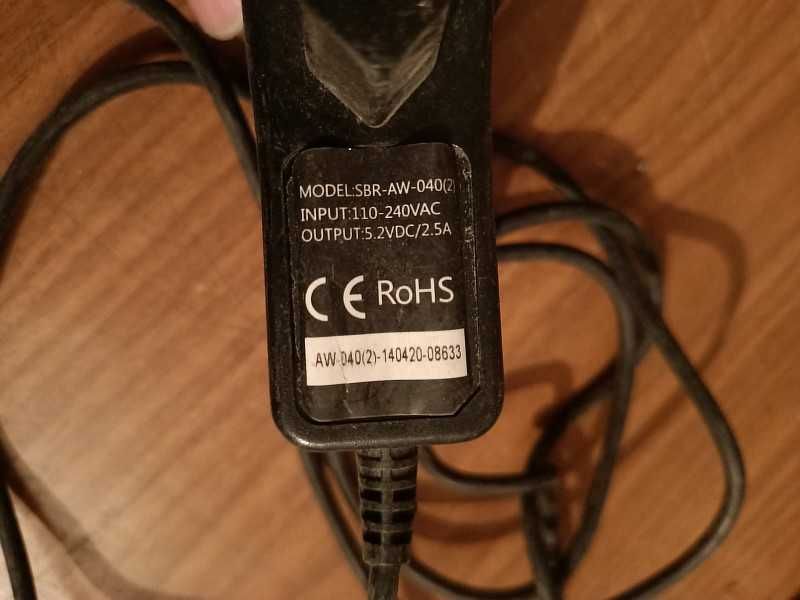 MODEL:SBR-AW-040(2)
INPUT:110-240VAC
OUTPUT:5.2VDC/2.5A
CE RoHS
AW-040(2)-140420-08633